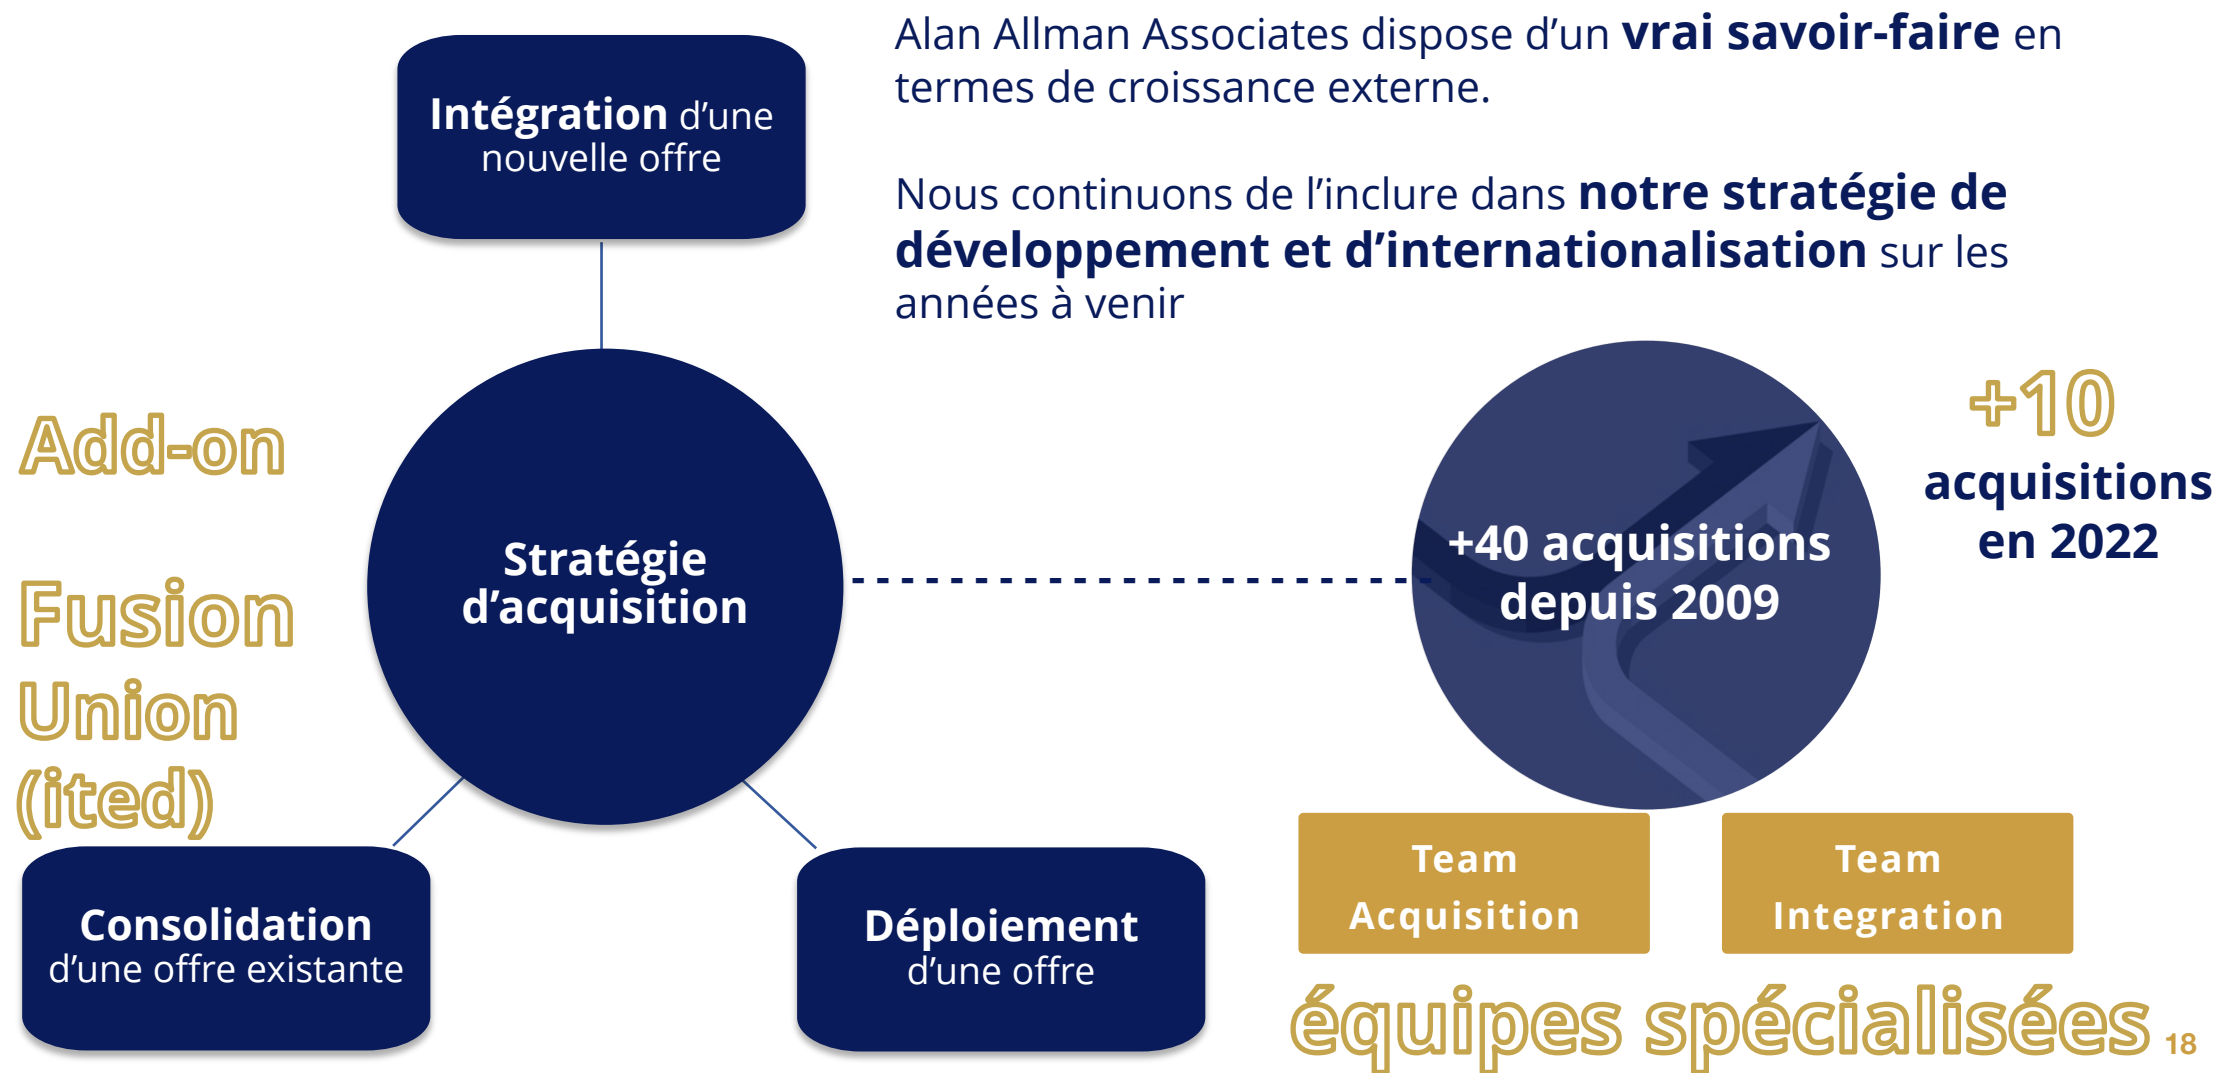 Alan Allman Associates dispose d’un vrai savoir-faire en
termes de croissance externe.
Nous continuons de l’inclure dans notre stratégie de
développement et d’internationalisation sur les
années à venir
Intégration d’une
nouvelle offre
Add-on
Fusion
Union
(ited)
Stratégie
d’acquisition
Consolidation
d’une offre existante
Déploiement
d’une offre
+40 acquisitions
depuis 2009
+10
acquisitions
en 2022
Team
Acquisition
Team
Integration
équipes spécialisées
18